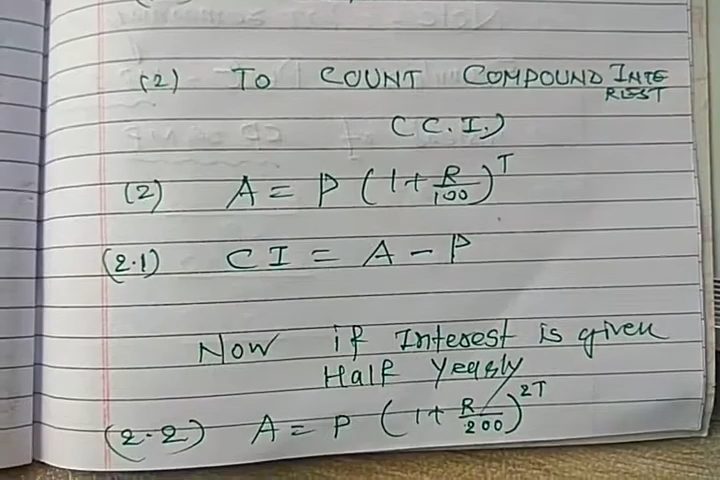 (2) TO COUNT COMPOUND INTE
REST
(C.I.)
(2) A = P (1 + R/100)^T
(2.1) CI = A - P
Now if Interest is given
Half Yearly
(2.2) A = P (1 + R/200)^2T